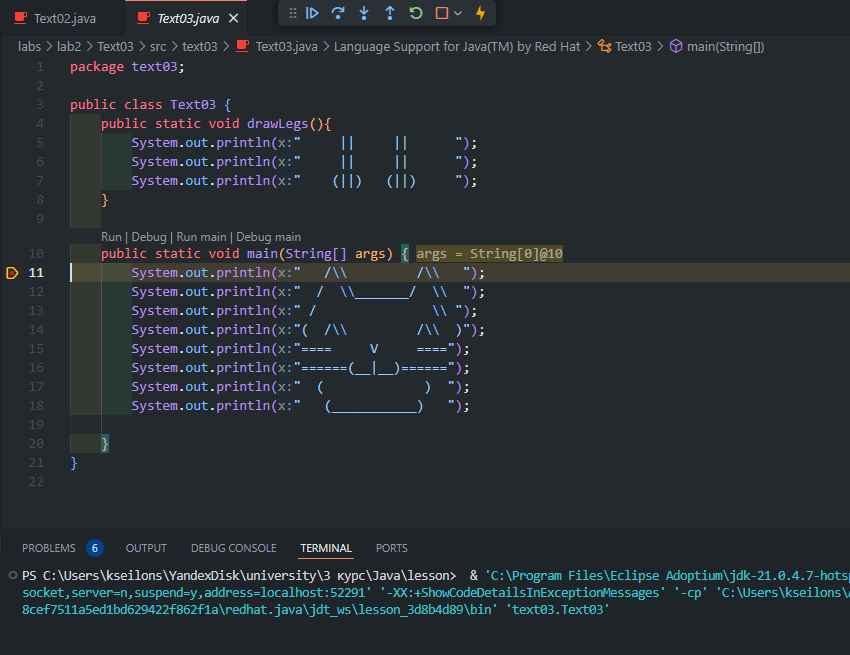 Text02.java Text03.java
labs > lab2 > Text03 > src > text03 > Text03.java > Language Support for Java(TM) by Red Hat > Text03 > main(String[])
1 package text03;
2
3 public class Text03 {
4     public static void drawLegs(){
5         System.out.println(x:"     ||     ||      ");
6         System.out.println(x:"     ||     ||      ");
7         System.out.println(x:"    (||)   (||)     ");
8     }
9
Run | Debug | Run main | Debug main
10     public static void main(String[] args) { args = String[0]@10
11         System.out.println(x:"   /\\         /\\   ");
12         System.out.println(x:"  /  \\_______/  \\  ");
13         System.out.println(x:" /               \\ ");
14         System.out.println(x:"(  /\\         /\\  )");
15         System.out.println(x:"====     V     ====");
16         System.out.println(x:"======(__|__)======");
17         System.out.println(x:"  (             )  ");
18         System.out.println(x:"   (___________)   ");
19
20     }
21 }
22
PROBLEMS 6 OUTPUT DEBUG CONSOLE TERMINAL PORTS
PS C:\Users\kseilons\YandexDisk\university\3 курс\Java\lesson>  & 'C:\Program Files\Eclipse Adoptium\jdk-21.0.4.7-hotsp
socket,server=n,suspend=y,address=localhost:52291' '-XX:+ShowCodeDetailsInExceptionMessages' '-cp' 'C:\Users\kseilons\A
8cef7511a5ed1bd629422f862f1a\redhat.java\jdt_ws\lesson_3d8b4d89\bin' 'text03.Text03'